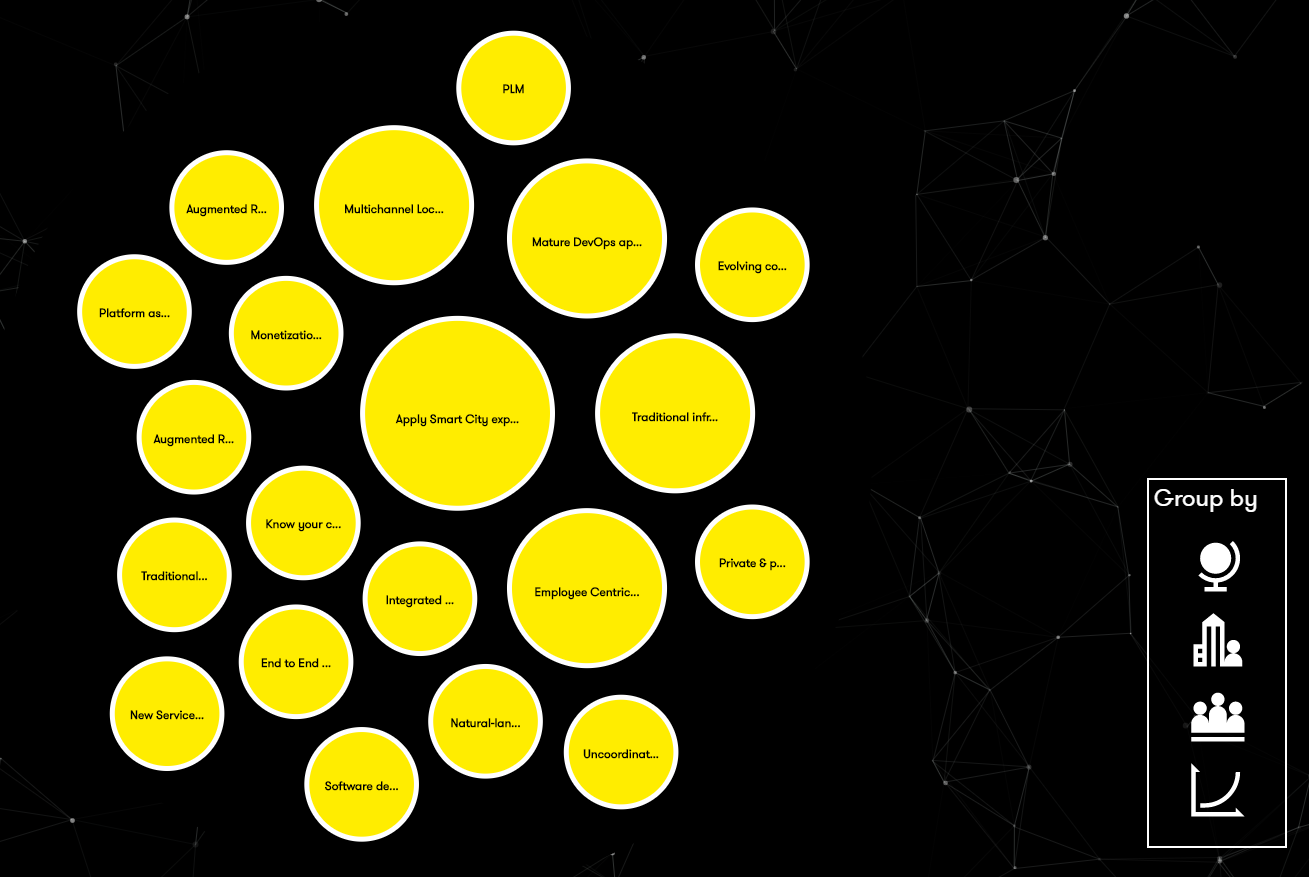 PLM
Augmented R...
Multichannel Loc...
Mature DevOps ap...
Evolving co...
Platform as...
Monetizatio...
Apply Smart City exp...
Traditional infr...
Augmented R...
Know your c...
Traditional...
Integrated ...
Employee Centric...
Private & p...
End to End ...
New Service...
Natural-lan...
Uncoordinat...
Software de...
Group by